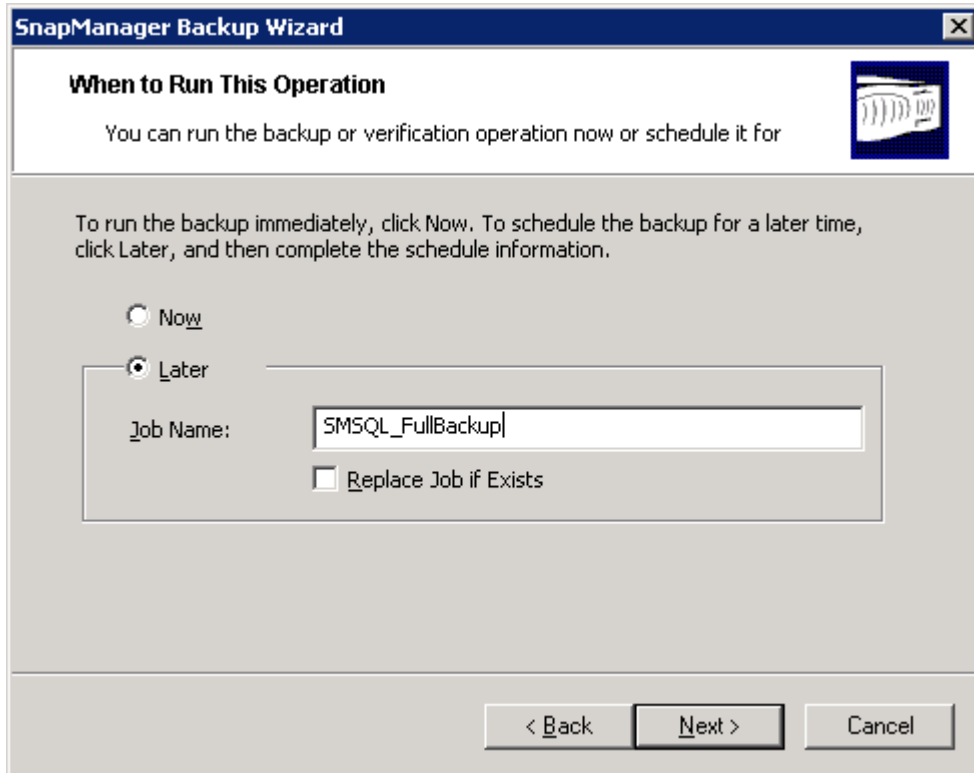 SnapManager Backup Wizard
When to Run This Operation
You can run the backup or verification operation now or schedule it for
To run the backup immediately, click Now. To schedule the backup for a later time,
click Later, and then complete the schedule information.
Now
Later
Job Name: SMSQL_FullBackup
Replace Job if Exists
< Back Next > Cancel